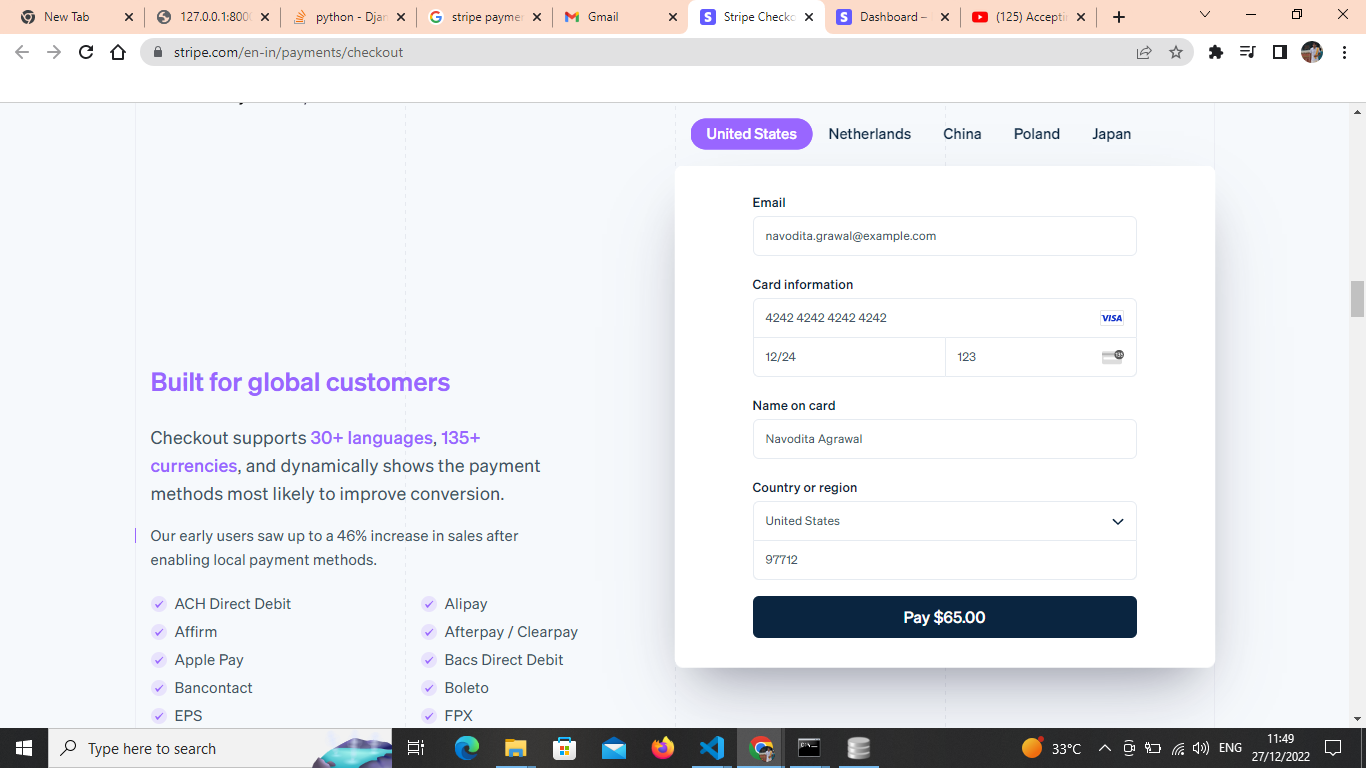 New Tab
127.0.0.1:8000
python - Djan
stripe paymen
Gmail
Stripe Checko
Dashboard –
(125) Acceptin
stripe.com/en-in/payments/checkout
United States
Netherlands
China
Poland
Japan
Email
navodita.grawal@example.com
Card information
4242 4242 4242 4242
VISA
12/24
123
Name on card
Navodita Agrawal
Country or region
United States
97712
Pay $65.00
Built for global customers
Checkout supports 30+ languages, 135+
currencies, and dynamically shows the payment
methods most likely to improve conversion.
Our early users saw up to a 46% increase in sales after
enabling local payment methods.
ACH Direct Debit
Alipay
Affirm
Afterpay / Clearpay
Apple Pay
Bacs Direct Debit
Bancontact
Boleto
EPS
FPX
Type here to search
33°C
ENG
11:49
27/12/2022